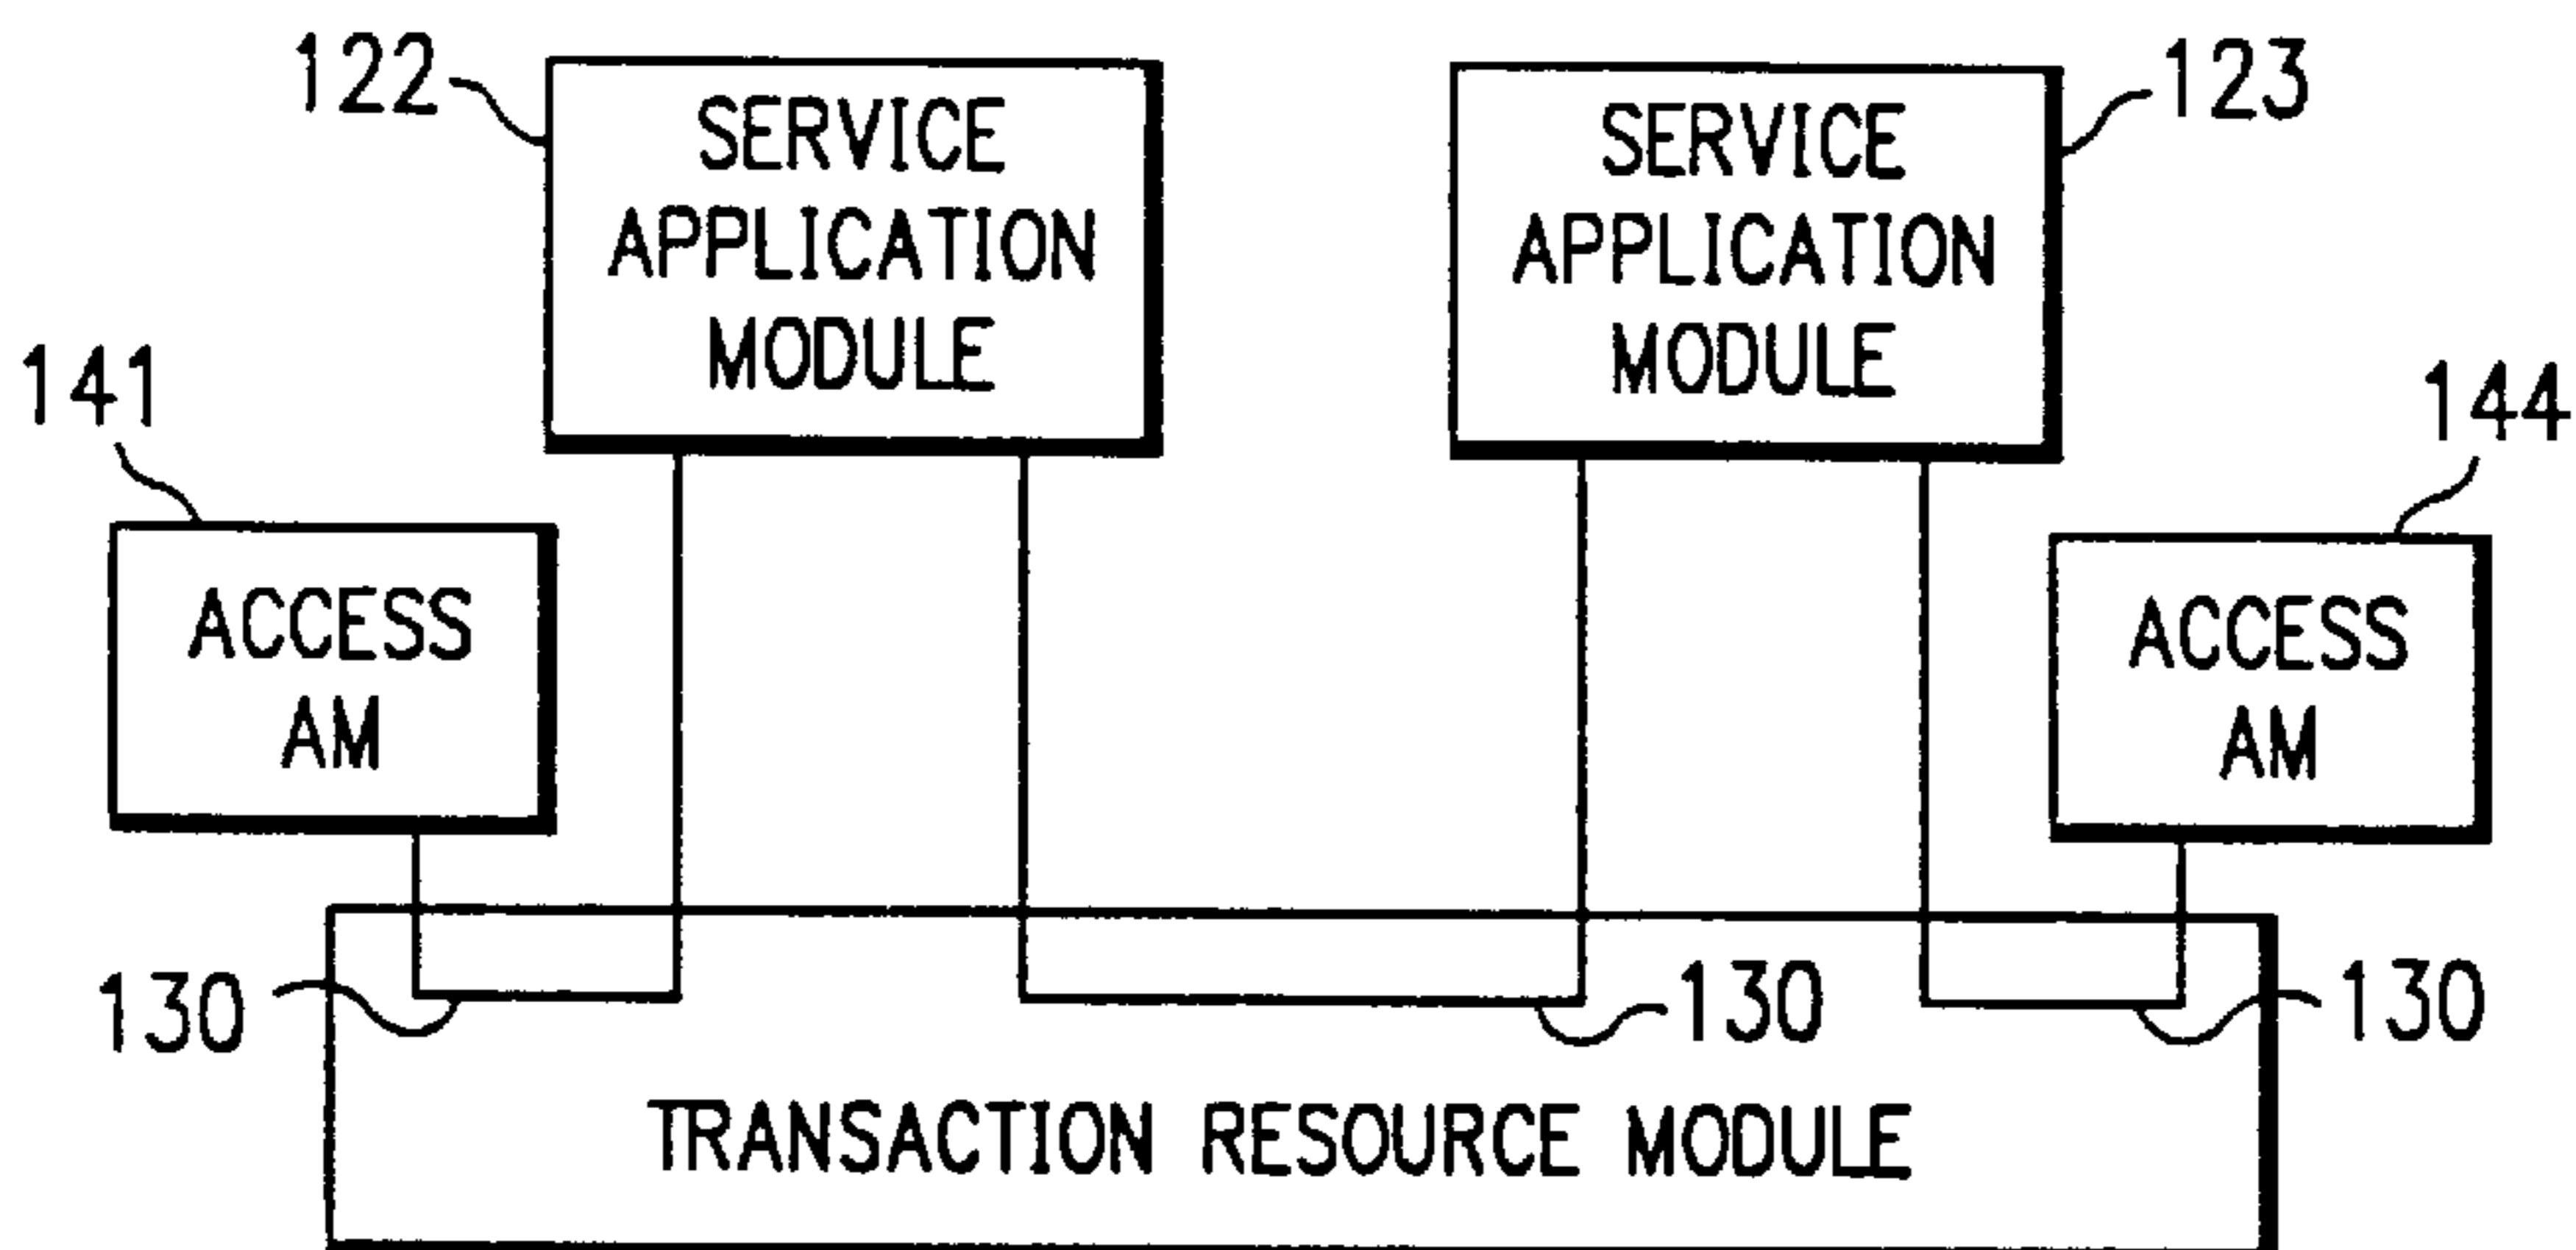 122
SERVICE
APPLICATION
MODULE
SERVICE
APPLICATION
MODULE
123
141
144
ACCESS
AM
ACCESS
AM
130
130
130
TRANSACTION RESOURCE MODULE